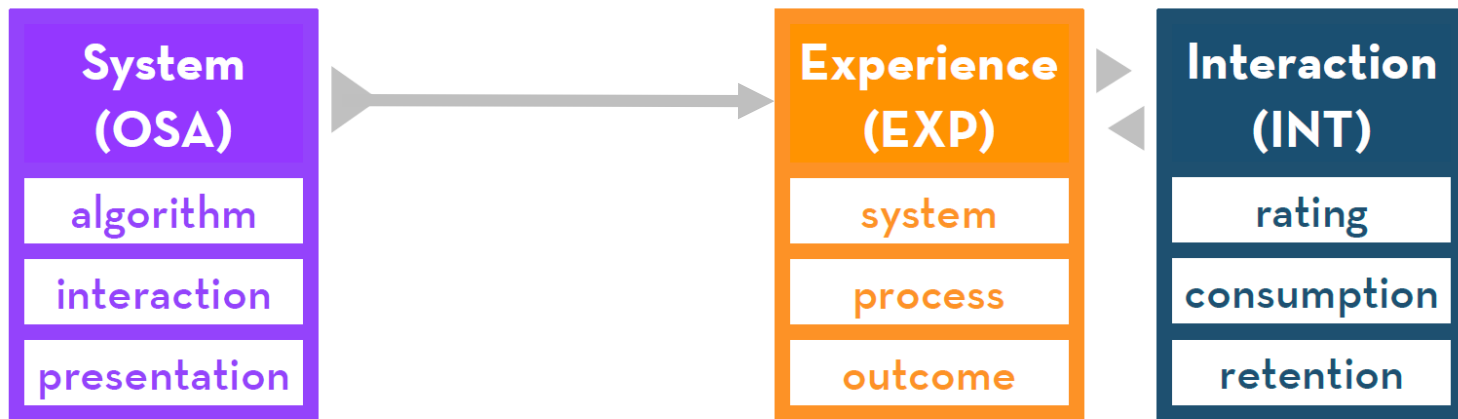 System
(OSA)
algorithm
interaction
presentation
Experience
(EXP)
system
process
outcome
Interaction
(INT)
rating
consumption
retention